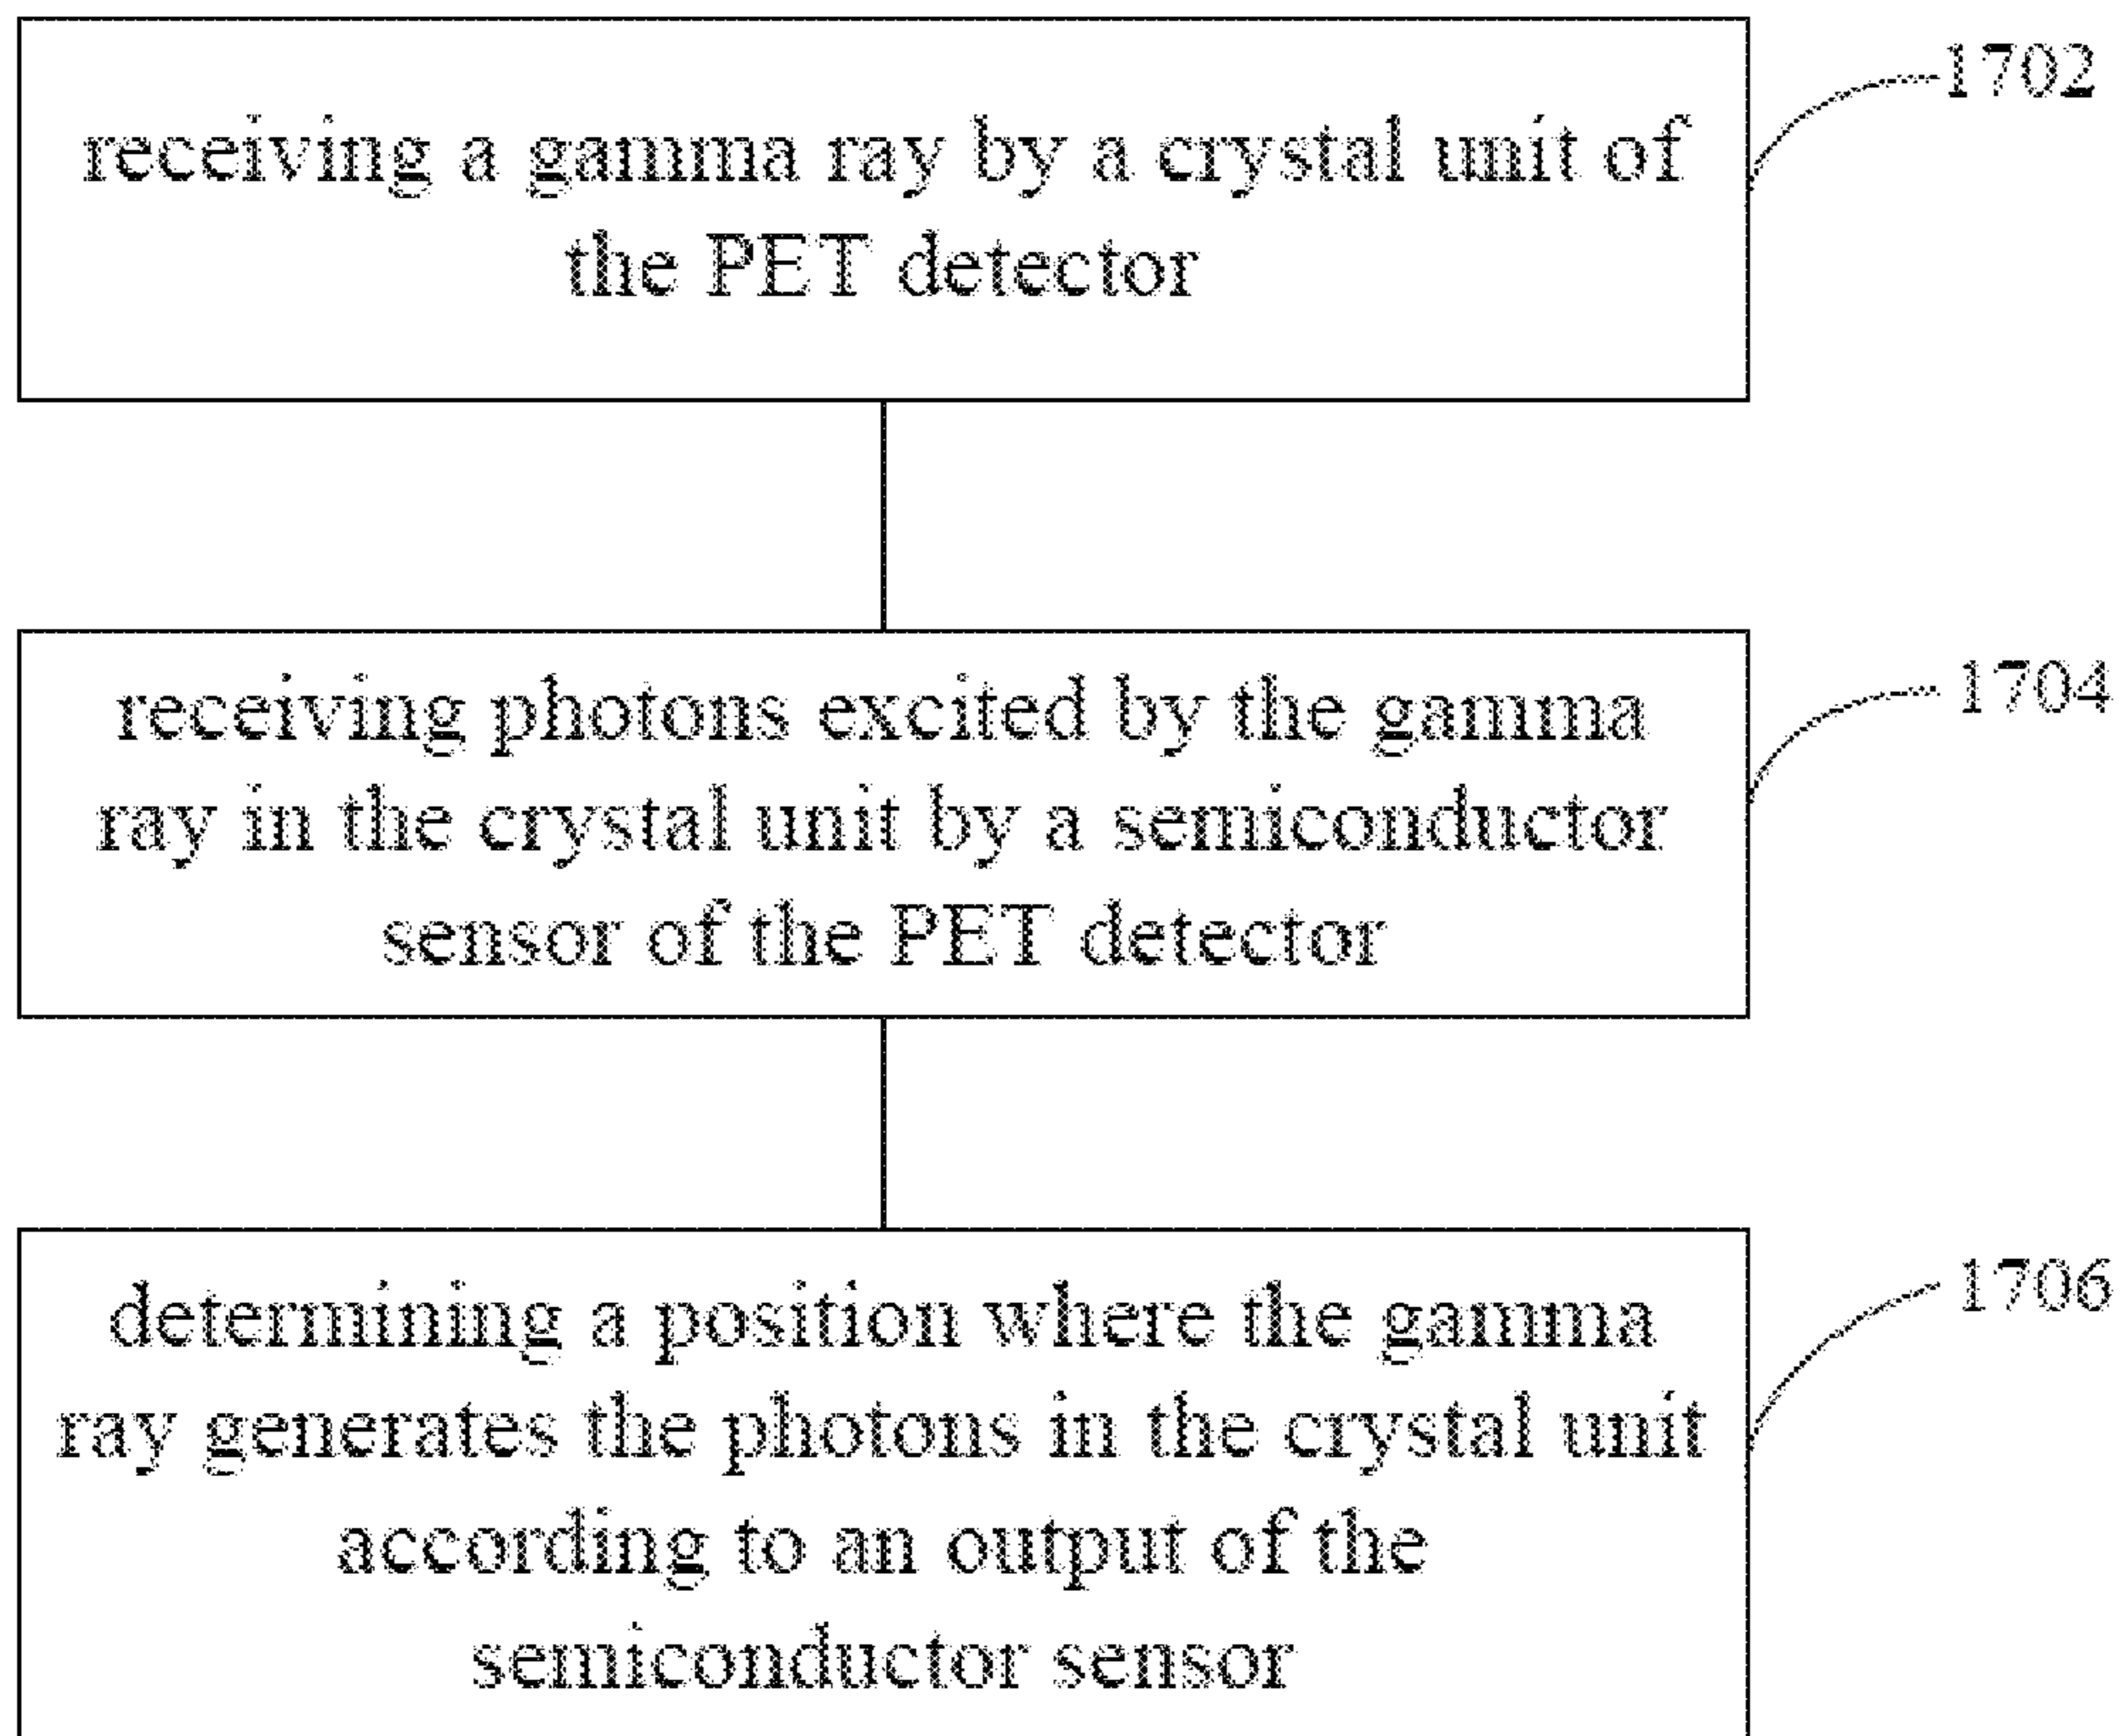 receiving a gamma ray by a crystal unit of
the PET detector
1702
receiving photons excited by the gamma
ray in the crystal unit by a semiconductor
sensor of the PET detector
1704
determining a position where the gamma
ray generates the photons in the crystal unit
according to an output of the
semiconductor sensor
1706